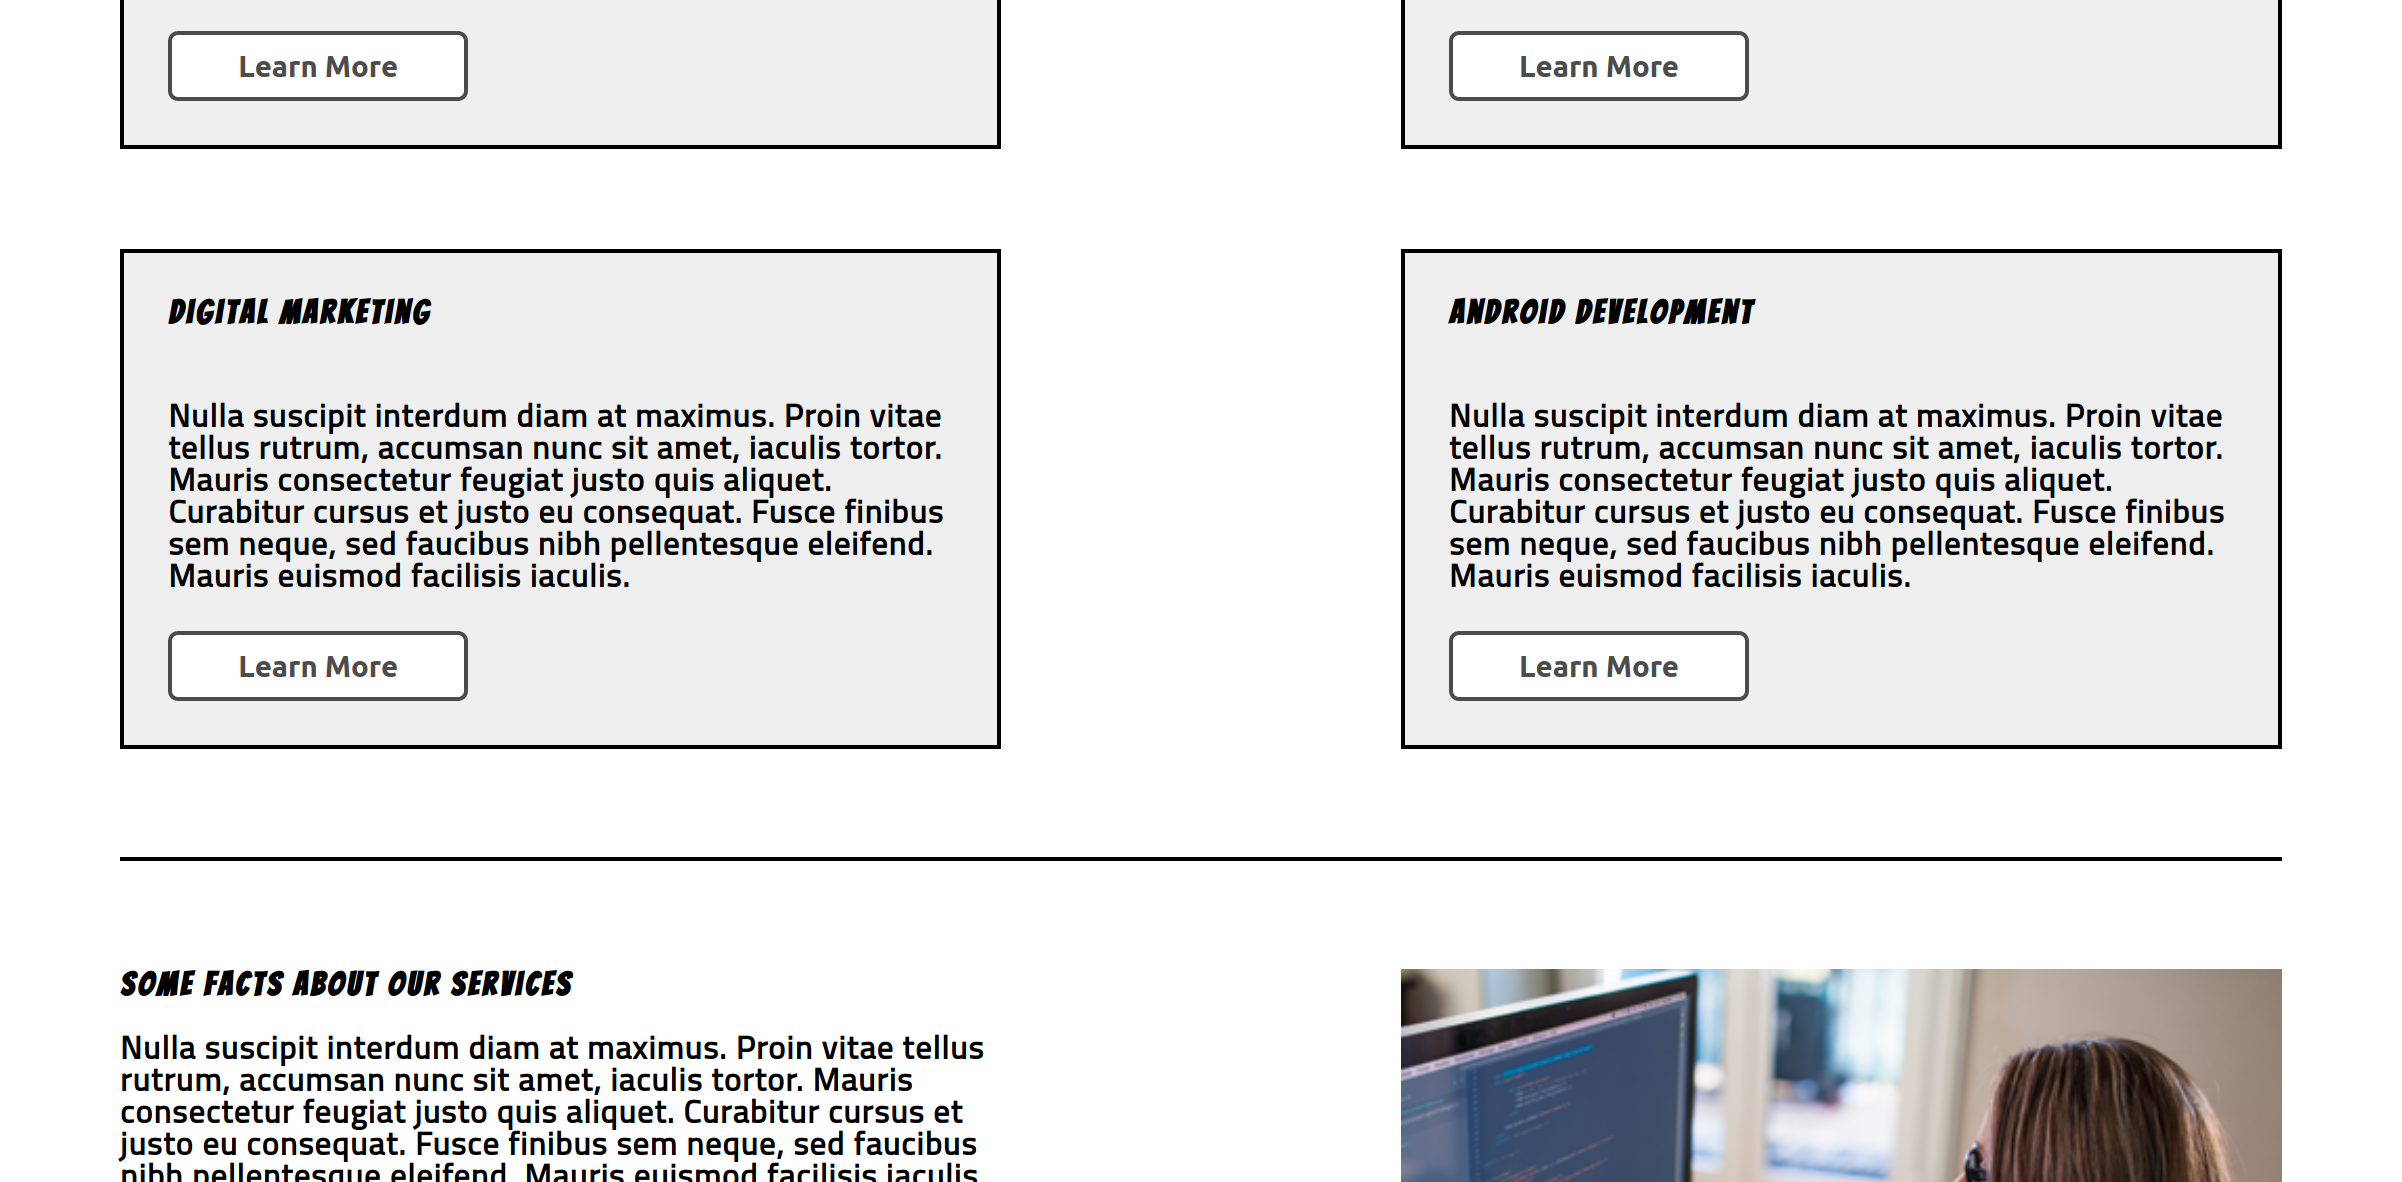 Learn More
Learn More
DIGITAL MARKETING
Nulla suscipit interdum diam at maximus. Proin vitae
tellus rutrum, accumsan nunc sit amet, iaculis tortor.
Mauris consectetur feugiat justo quis aliquet.
Curabitur cursus et justo eu consequat. Fusce finibus
sem neque, sed faucibus nibh pellentesque eleifend.
Mauris euismod facilisis iaculis.
Learn More
ANDROID DEVELOPMENT
Nulla suscipit interdum diam at maximus. Proin vitae
tellus rutrum, accumsan nunc sit amet, iaculis tortor.
Mauris consectetur feugiat justo quis aliquet.
Curabitur cursus et justo eu consequat. Fusce finibus
sem neque, sed faucibus nibh pellentesque eleifend.
Mauris euismod facilisis iaculis.
Learn More
SOME FACTS ABOUT OUR SERVICES
Nulla suscipit interdum diam at maximus. Proin vitae tellus
rutrum, accumsan nunc sit amet, iaculis tortor. Mauris
consectetur feugiat justo quis aliquet. Curabitur cursus et
justo eu consequat. Fusce finibus sem neque, sed faucibus
nibh pellentesque eleifend. Mauris euismod facilisis iaculis.